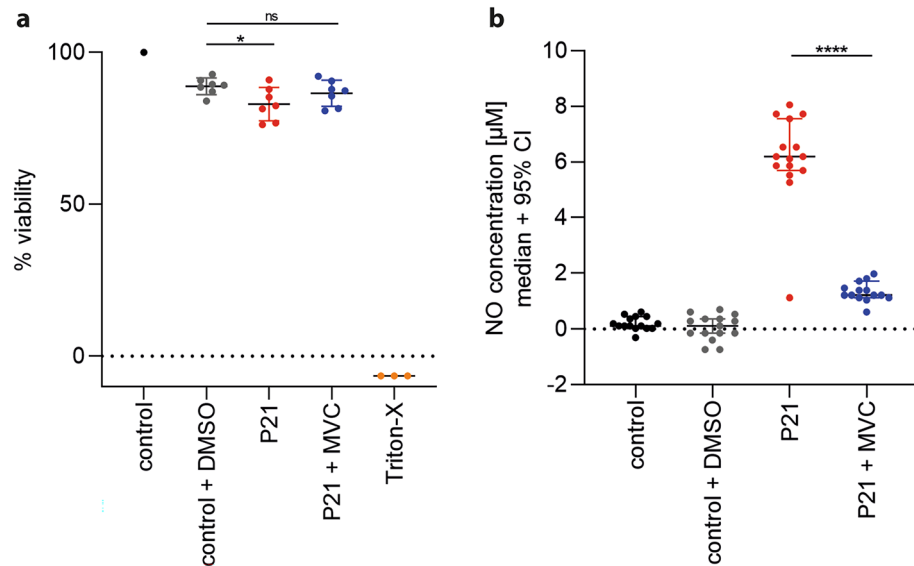 a
ns
*
100
50
0
% viability
control
control + DMSO
P21
P21 + MVC
Triton-X
b
****
10
8
6
4
2
0
-2
NO concentration [µM]
median + 95% CI
control
control + DMSO
P21
P21 + MVC